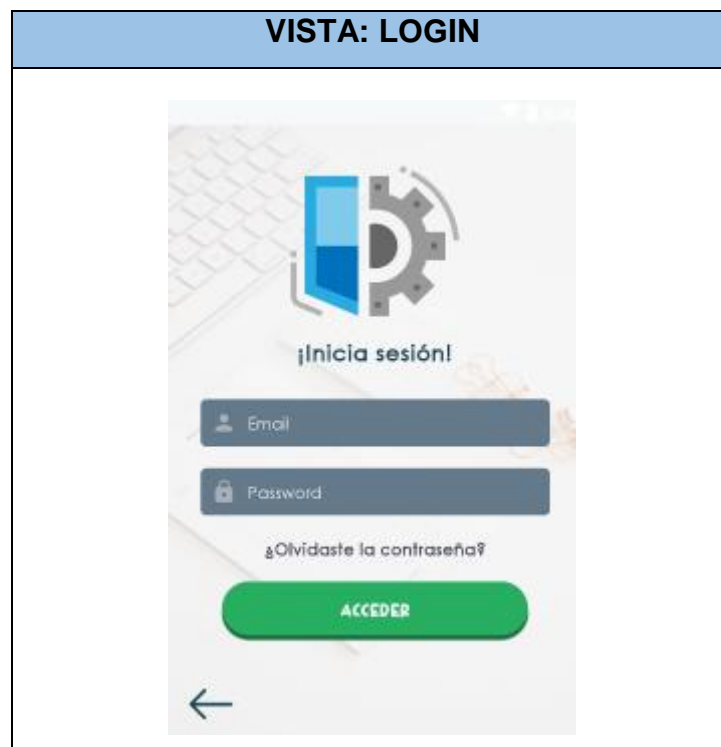 VISTA: LOGIN
¡Inicia sesión!
Email
Password
¿Olvidaste la contraseña?
ACCEDER